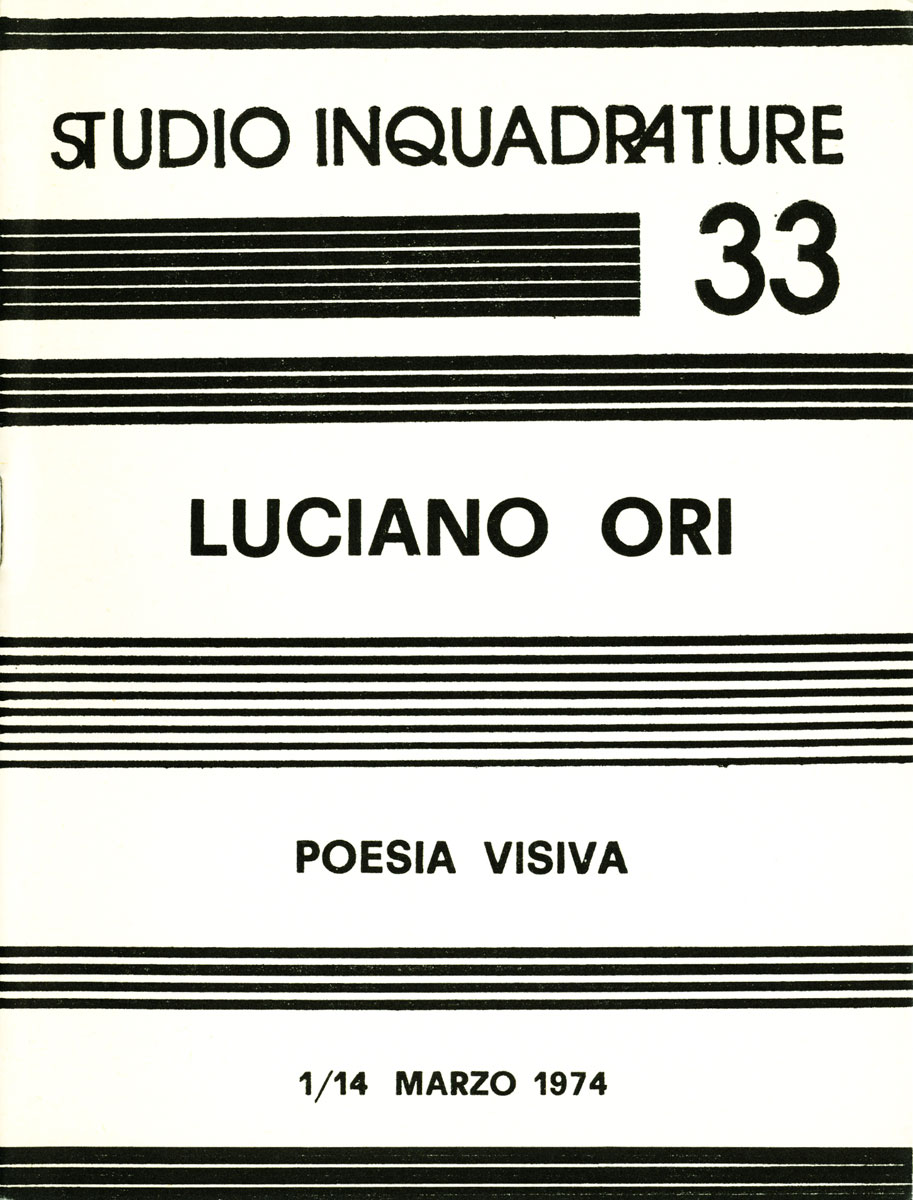 STUDIO INQUADRATURE
33
LUCIANO ORI
POESIA VISIVA
1/14 MARZO 1974